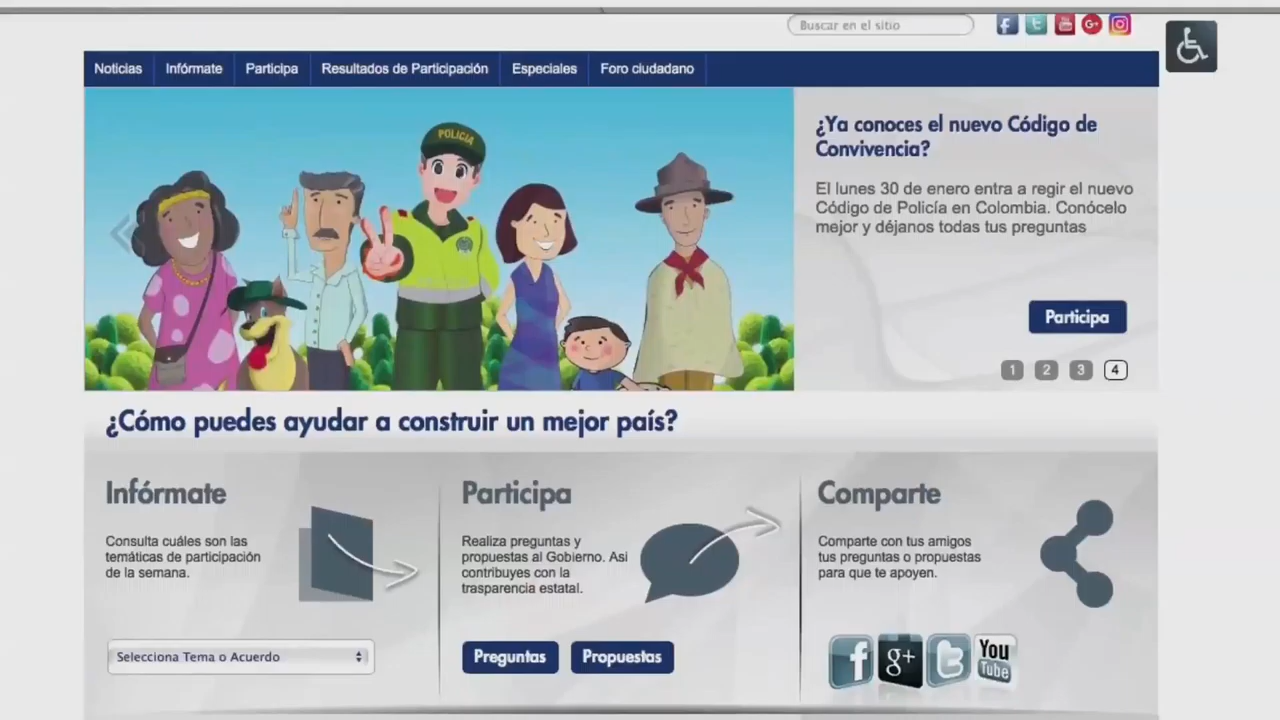 Buscar en el sitio
Noticias
Infórmate
Participa
Resultados de Participación
Especiales
Foro ciudadano
POLICIA
¿Ya conoces el nuevo Código de
Convivencia?
El lunes 30 de enero entra a regir el nuevo
Código de Policía en Colombia. Conócelo
mejor y déjanos todas tus preguntas
Participa
1
2
3
4
¿Cómo puedes ayudar a construir un mejor país?
Infórmate
Consulta cuáles son las
temáticas de participación
de la semana.
Selecciona Tema o Acuerdo
Participa
Realiza preguntas y
propuestas al Gobierno. Asi
contribuyes con la
trasparencia estatal.
Preguntas
Propuestas
Comparte
Comparte con tus amigos
tus preguntas o propuestas
para que te apoyen.
f
g+
t
You
Tube